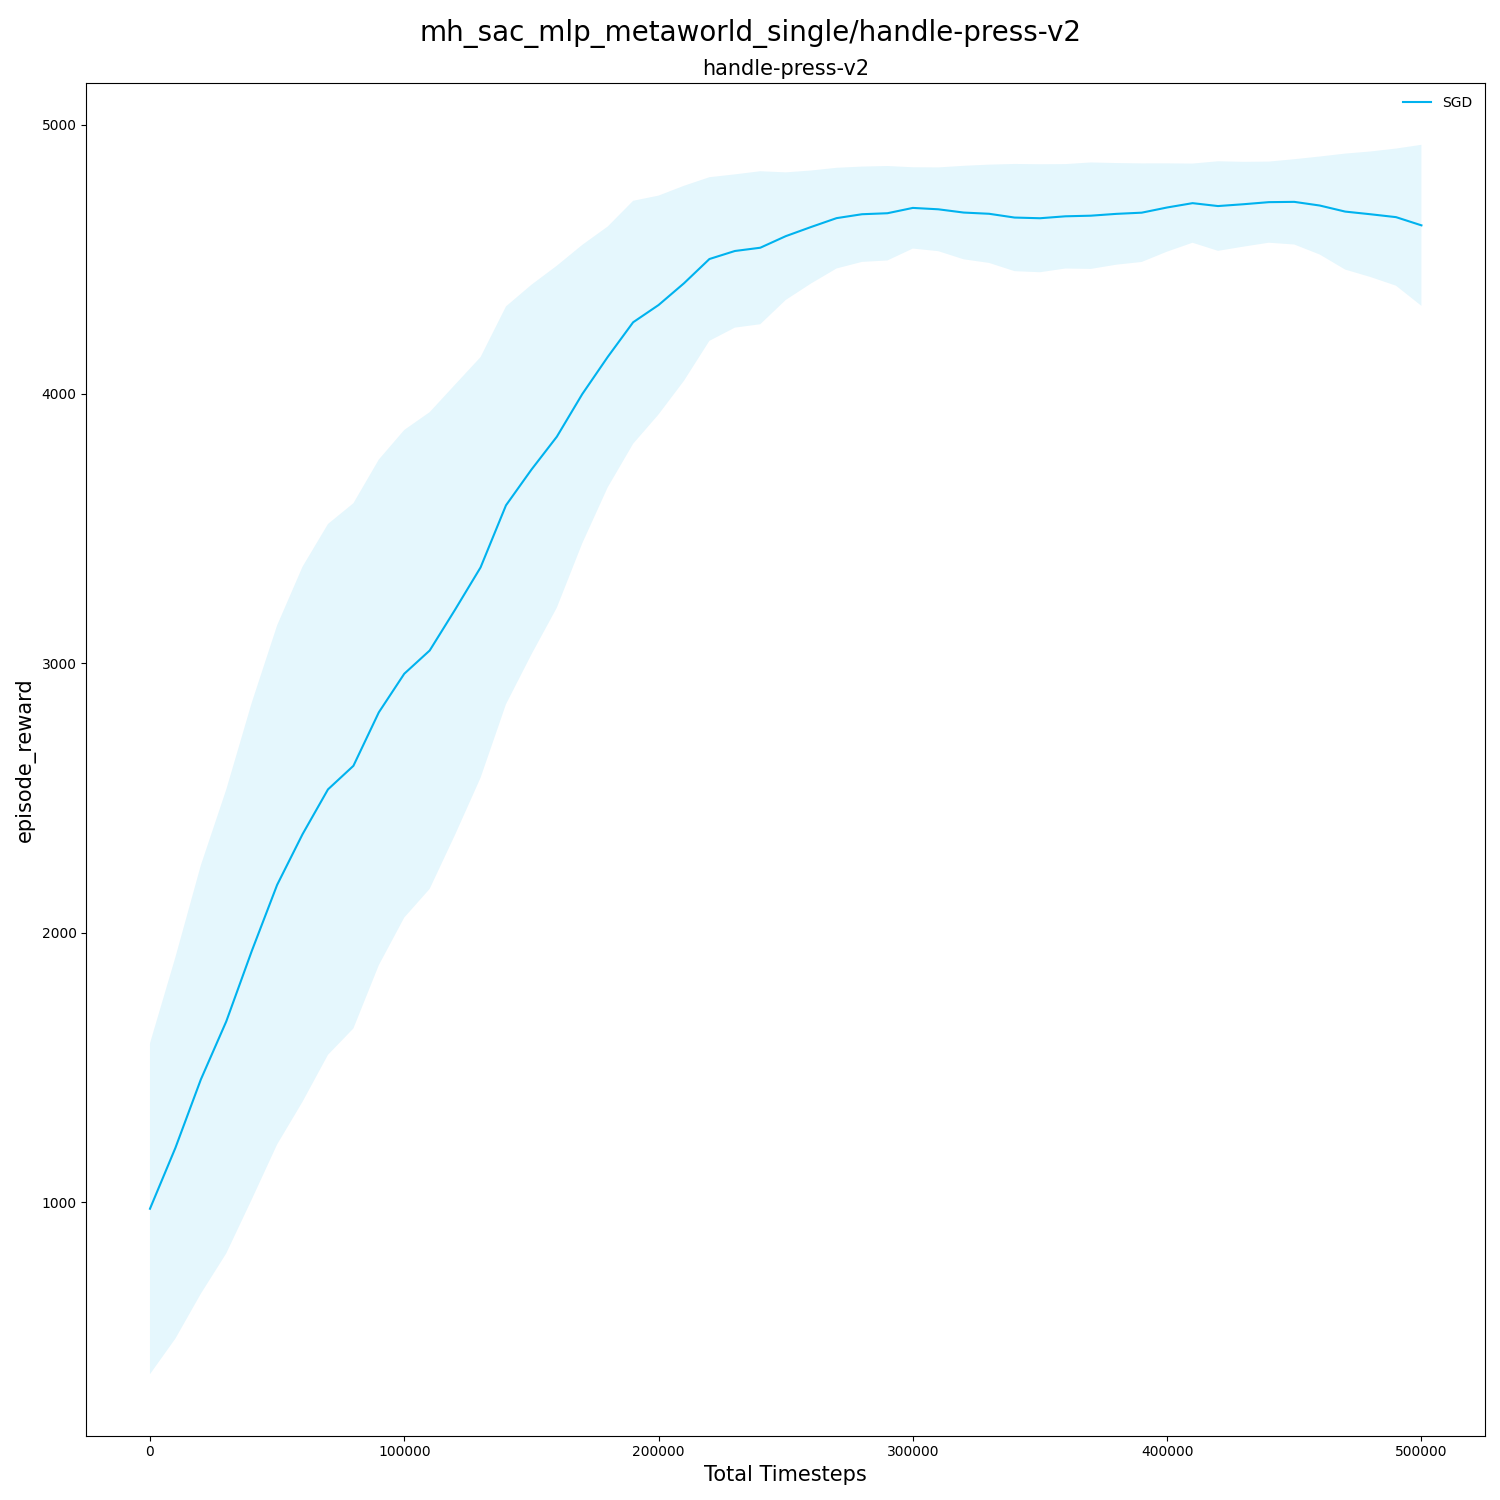 mh_sac_mlp_metaworld_single/handle-press-v2
handle-press-v2
SGD
5000
4000
3000
2000
1000
episode_reward
0 100000 200000 300000 400000 500000
Total Timesteps